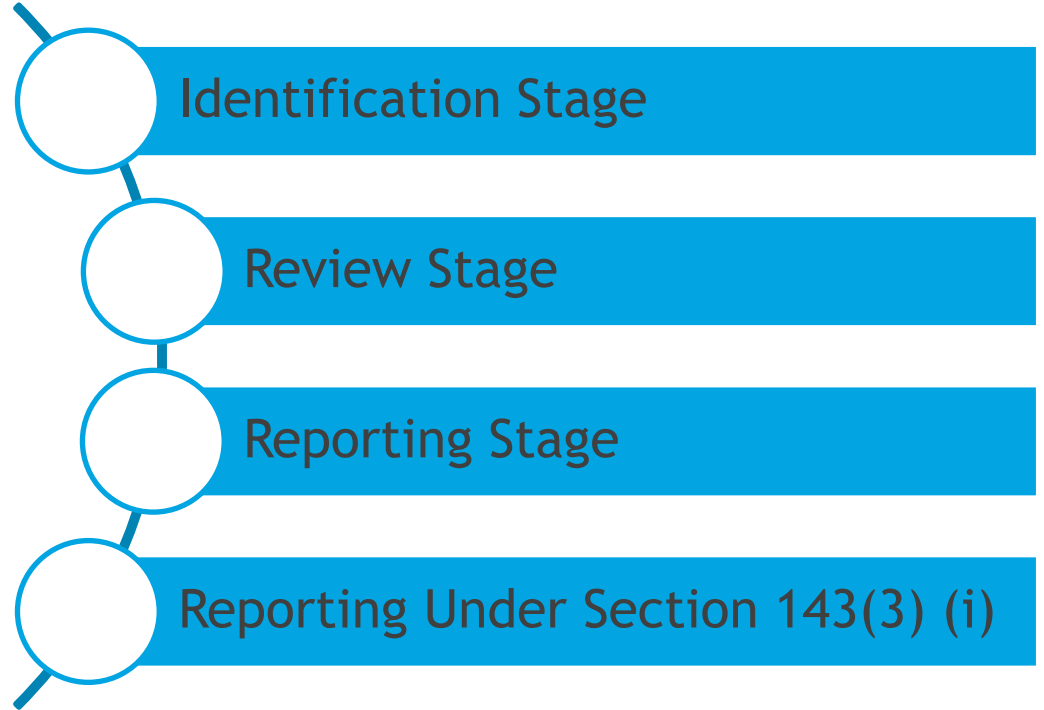 Identification Stage
Review Stage
Reporting Stage
Reporting Under Section 143(3) (i)